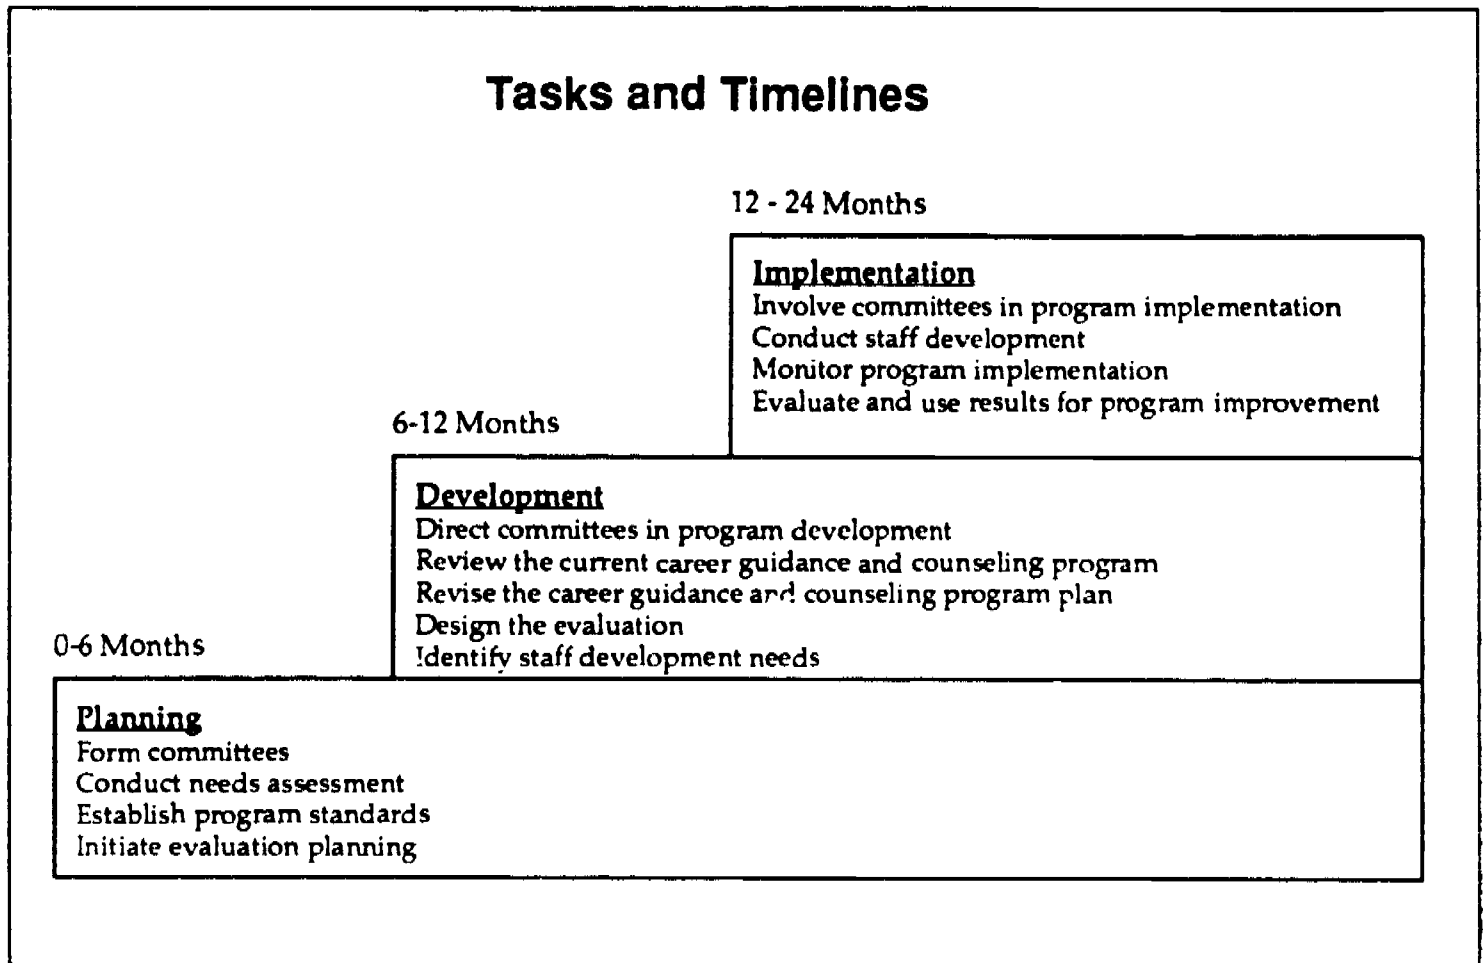 Tasks and Timelines
12 - 24 Months
Implementation
Involve committees in program implementation
Conduct staff development
Monitor program implementation
Evaluate and use results for program improvement
6-12 Months
Development
Direct committees in program development
Review the current career guidance and counseling program
Revise the career guidance and counseling program plan
Design the evaluation
Identify staff development needs
0-6 Months
Planning
Form committees
Conduct needs assessment
Establish program standards
Initiate evaluation planning